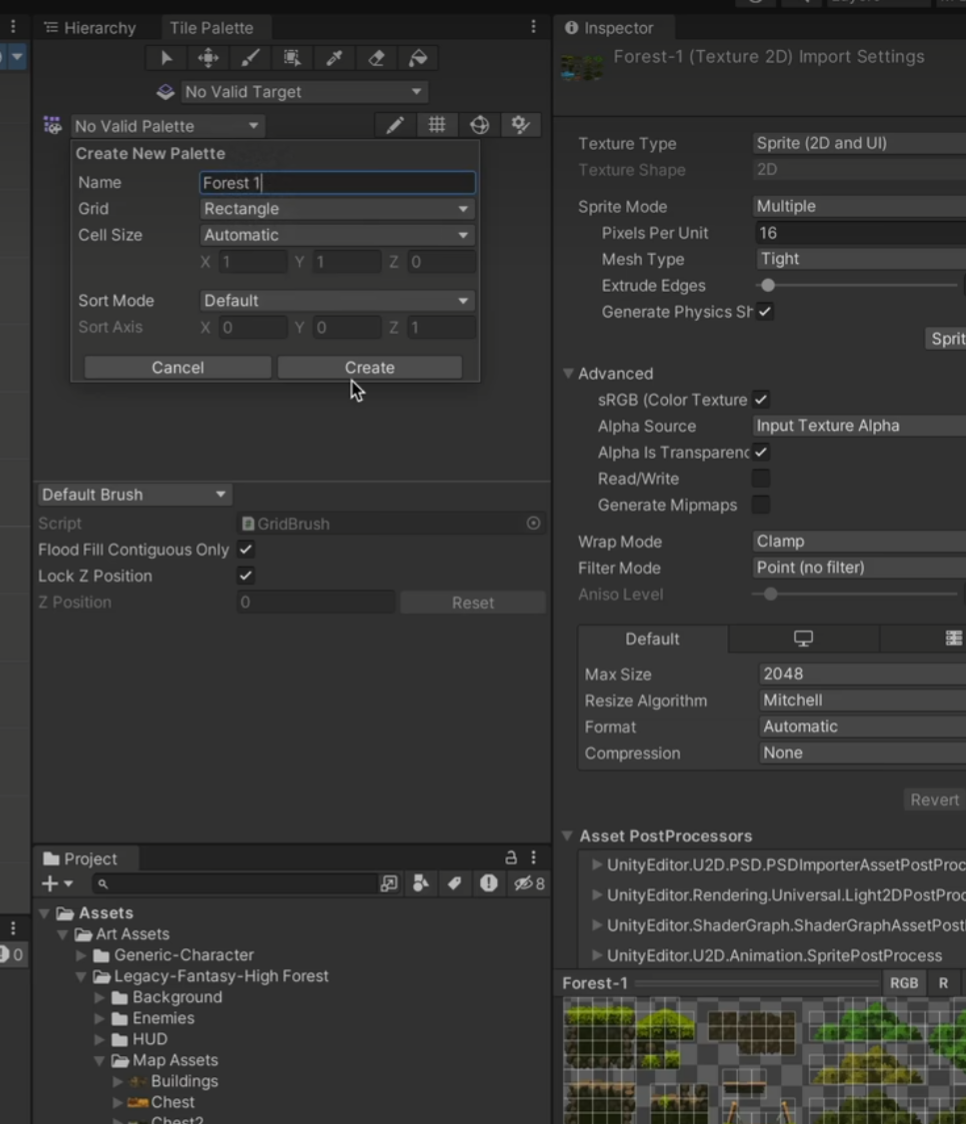 Hierarchy
Tile Palette
No Valid Target
No Valid Palette
Create New Palette
Name Forest 1
Grid Rectangle
Cell Size Automatic
X 1 Y 1 Z 0
Sort Mode Default
Sort Axis X 0 Y 0 Z 1
Cancel Create
Default Brush
Script GridBrush
Flood Fill Contiguous Only
Lock Z Position
Z Position 0 Reset
Project
8
Assets
Art Assets
Generic-Character
Legacy-Fantasy-High Forest
Background
Enemies
HUD
Map Assets
Buildings
Chest
Chest2
0
Inspector
Forest-1 (Texture 2D) Import Settings
Texture Type Sprite (2D and UI)
Texture Shape 2D
Sprite Mode Multiple
Pixels Per Unit 16
Mesh Type Tight
Extrude Edges
Generate Physics Sh
Sprit
Advanced
sRGB (Color Texture
Alpha Source Input Texture Alpha
Alpha Is Transparenc
Read/Write
Generate Mipmaps
Wrap Mode Clamp
Filter Mode Point (no filter)
Aniso Level
Default
Max Size 2048
Resize Algorithm Mitchell
Format Automatic
Compression None
Revert
Asset PostProcessors
UnityEditor.U2D.PSD.PSDImporterAssetPostProc
UnityEditor.Rendering.Universal.Light2DPostProc
UnityEditor.ShaderGraph.ShaderGraphAssetPost
UnityEditor.U2D.Animation.SpritePostProcess
Forest-1 RGB R